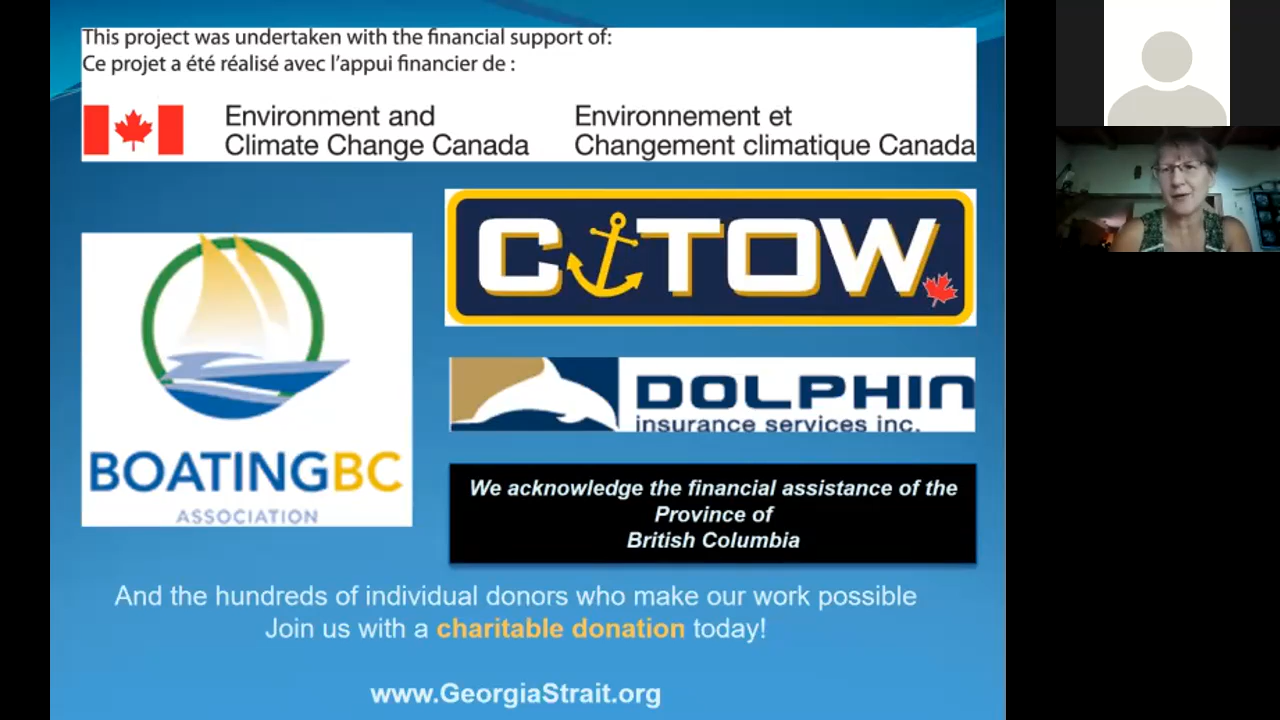 This project was undertaken with the financial support of:
Ce projet a été réalisé avec l'appui financier de :
Environment and
Climate Change Canada
Environnement et
Changement climatique Canada
C TOW
BOATINGBC
ASSOCIATION
DOLPHIN
insurance services inc.
We acknowledge the financial assistance of the
Province of
British Columbia
And the hundreds of individual donors who make our work possible
Join us with a charitable donation today!
www.GeorgiaStrait.org